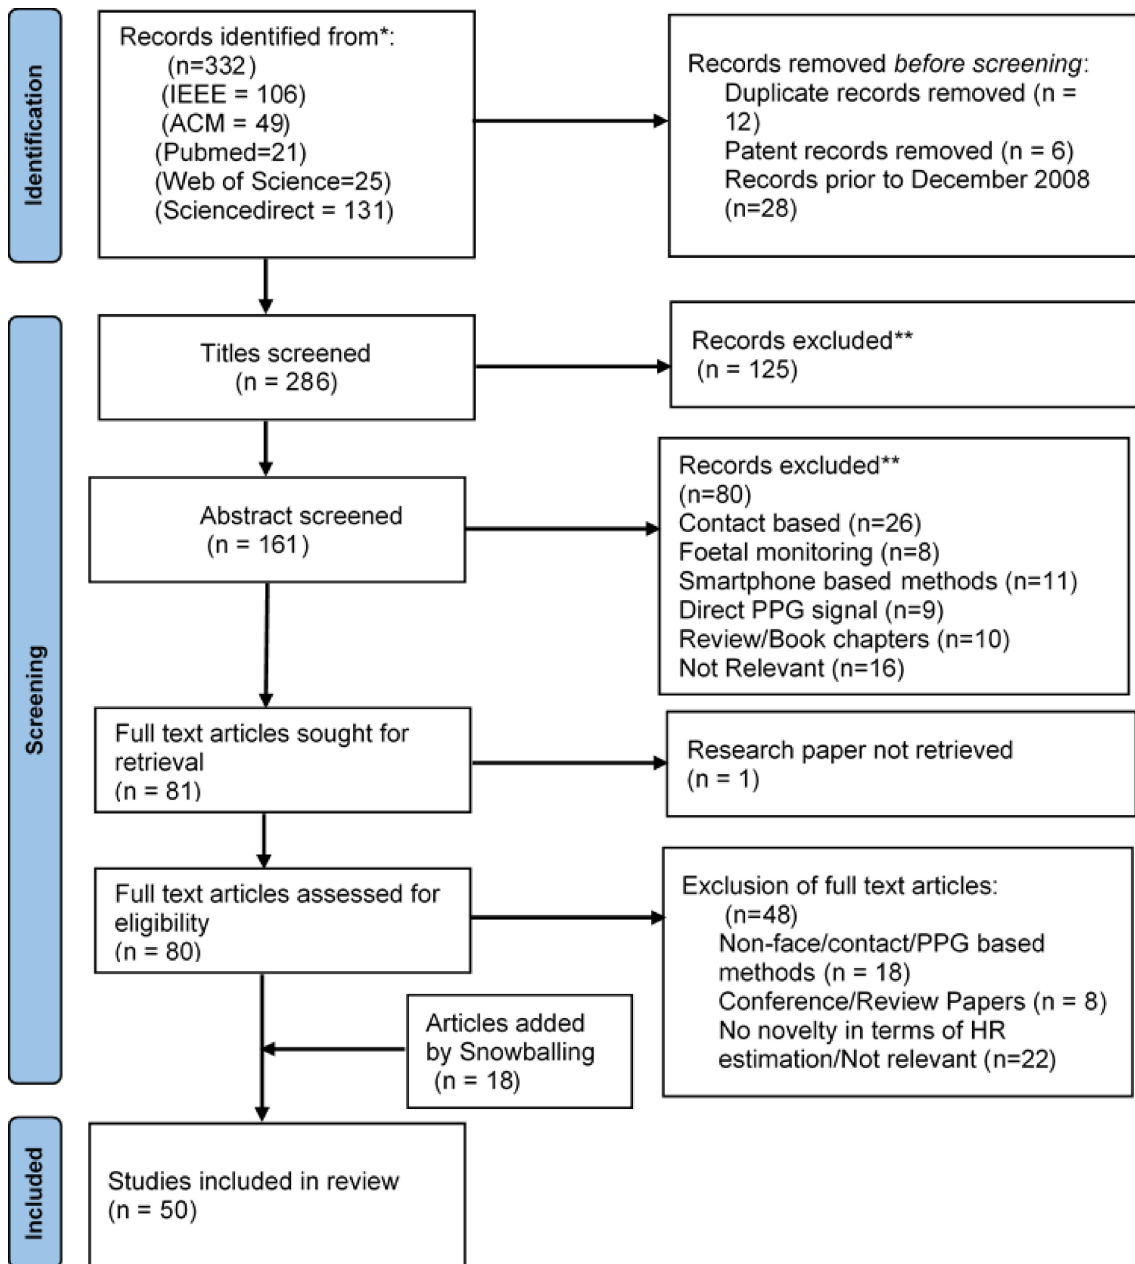 Identification
Records identified from*:
(n=332)
(IEEE = 106)
(ACM = 49)
(Pubmed=21)
(Web of Science=25)
(Sciencedirect = 131)
Records removed before screening:
Duplicate records removed (n =
12)
Patent records removed (n = 6)
Records prior to December 2008
(n=28)
Screening
Titles screened
(n = 286)
Records excluded**
(n = 125)
Abstract screened
(n = 161)
Records excluded**
(n=80)
Contact based (n=26)
Foetal monitoring (n=8)
Smartphone based methods (n=11)
Direct PPG signal (n=9)
Review/Book chapters (n=10)
Not Relevant (n=16)
Full text articles sought for
retrieval
(n = 81)
Research paper not retrieved
(n = 1)
Full text articles assessed for
eligibility
(n = 80)
Exclusion of full text articles:
(n=48)
Non-face/contact/PPG based
methods (n = 18)
Conference/Review Papers (n = 8)
No novelty in terms of HR
estimation/Not relevant (n=22)
Articles added
by Snowballing
(n = 18)
Included
Studies included in review
(n = 50)